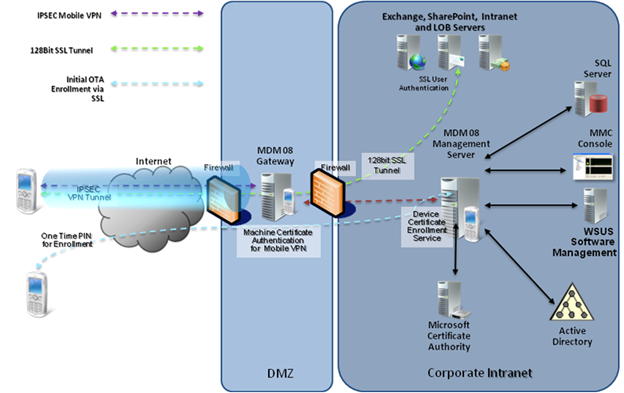 IPSEC Mobile VPN
128Bit SSL Tunnel
Initial OTA
Enrollment via
SSL
Exchange, SharePoint, Intranet
and LOB Servers
SSL User
Authentication
SQL
Server
MDM 08
Management
Server
MMC
Console
Internet
Firewall
MDM 08
Gateway
Firewall
128bit SSL
Tunnel
IPSEC
VPN Tunnel
WSUS
Software
Management
Device
Certificate
Enrollment
Service
One Time PIN
for Enrollment
Machine Certificate
Authentication
for Mobile VPN
Microsoft
Certificate
Authority
Active
Directory
DMZ
Corporate Intranet